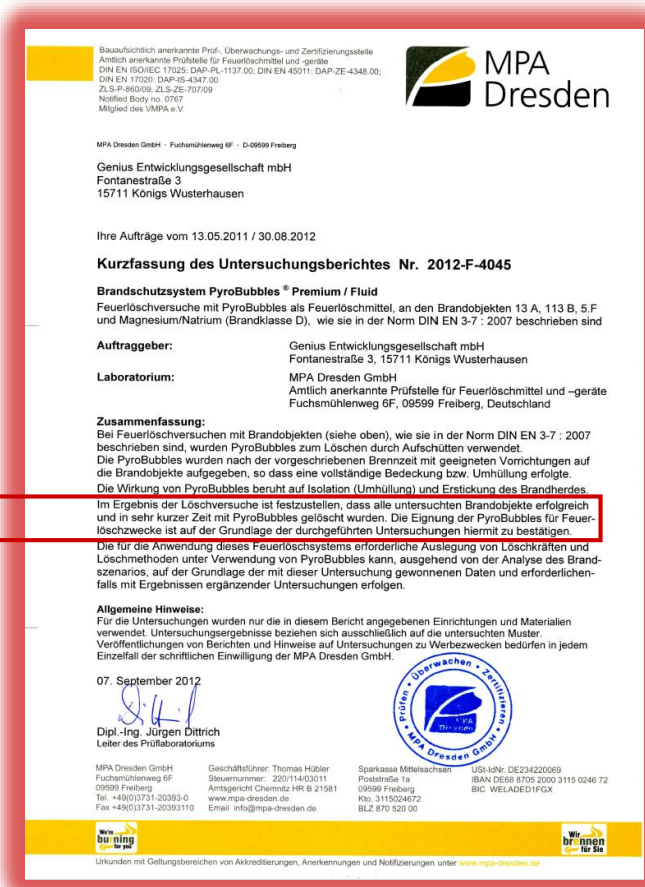 Bauaufsichtlich anerkannte Prüf-, Überwachungs- und Zertifizierungsstelle
Amtlich anerkannte Prüfstelle für Feuerlöschmittel und -geräte
DIN EN ISO/IEC 17025: DAP-PL-1137.00; DIN EN 45011: DAP-ZE-4348.00;
DIN EN 17020: DAP-IS-4347.00
ZLS-P-860/09; ZLS-ZE-707/09
Notified Body no. 0767
Mitglied des VMPA e.V.
MPA
Dresden
MPA Dresden GmbH - Fuchsmühlenweg 6F - D-09599 Freiberg
Genius Entwicklungsgesellschaft mbH
Fontanestraße 3
15711 Königs Wusterhausen
Ihre Aufträge vom 13.05.2011 / 30.08.2012
Kurzfassung des Untersuchungsberichtes Nr. 2012-F-4045
Brandschutzsystem PyroBubbles ® Premium / Fluid
Feuerlöschversuche mit PyroBubbles als Feuerlöschmittel, an den Brandobjekten 13 A, 113 B, 5.F
und Magnesium/Natrium (Brandklasse D), wie sie in der Norm DIN EN 3-7 : 2007 beschrieben sind
Auftraggeber: Genius Entwicklungsgesellschaft mbH
Fontanestraße 3, 15711 Königs Wusterhausen
Laboratorium: MPA Dresden GmbH
Amtlich anerkannte Prüfstelle für Feuerlöschmittel und –geräte
Fuchsmühlenweg 6F, 09599 Freiberg, Deutschland
Zusammenfassung:
Bei Feuerlöschversuchen mit Brandobjekten (siehe oben), wie sie in der Norm DIN EN 3-7 : 2007
beschrieben sind, wurden PyroBubbles zum Löschen durch Aufschütten verwendet.
Die PyroBubbles wurden nach der vorgeschriebenen Brennzeit mit geeigneten Vorrichtungen auf
die Brandobjekte aufgegeben, so dass eine vollständige Bedeckung bzw. Umhüllung erfolgte.
Die Wirkung von PyroBubbles beruht auf Isolation (Umhüllung) und Erstickung des Brandherdes.
Im Ergebnis der Löschversuche ist festzustellen, dass alle untersuchten Brandobjekte erfolgreich
und in sehr kurzer Zeit mit PyroBubbles gelöscht wurden. Die Eignung der PyroBubbles für Feuer-
löschzwecke ist auf der Grundlage der durchgeführten Untersuchungen hiermit zu bestätigen.
Die für die Anwendung dieses Feuerlöschsystems erforderliche Auslegung von Löschkräften und
Löschmethoden unter Verwendung von PyroBubbles kann, ausgehend von der Analyse des Brand-
szenarios, auf der Grundlage der mit dieser Untersuchung gewonnenen Daten und erforderlichen-
falls mit Ergebnissen ergänzender Untersuchungen erfolgen.
Allgemeine Hinweise:
Für die Untersuchungen wurden nur die in diesem Bericht angegebenen Einrichtungen und Materialien
verwendet. Untersuchungsergebnisse beziehen sich ausschließlich auf die untersuchten Muster.
Veröffentlichungen von Berichten und Hinweise auf Untersuchungen zu Werbezwecken bedürfen in jedem
Einzelfall der schriftlichen Einwilligung der MPA Dresden GmbH.
07. September 2012
Dipl.-Ing. Jürgen Dittrich
Leiter des Prüflaboratoriums
Prüfen • Überwachen • Zertifizieren
MPA
Dresden
MPA Dresden GmbH
MPA Dresden GmbH
Fuchsmühlenweg 6F
09599 Freiberg
Tel. +49(0)3731-20393-0
Fax +49(0)3731-20393110
Geschäftsführer: Thomas Hübler
Steuernummer: 220/114/03011
Amtsgericht Chemnitz HR B 21581
www.mpa-dresden.de
Email info@mpa-dresden.de
Sparkasse Mittelsachsen
Poststraße 1a
09599 Freiberg
Kto. 3115024672
BLZ 870 520 00
USt-IdNr. DE234220069
IBAN DE68 8705 2000 3115 0246 72
BIC WELADED1FGX
We're
burning
for you
Wir
brennen
für Sie
Urkunden mit Geltungsbereichen von Akkreditierungen, Anerkennungen und Notifizierungen unter www.mpa-dresden.de